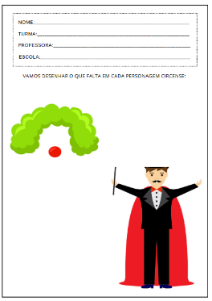 NOME:
TURMA:
PROFESSORA:
ESCOLA:
VAMOS DESENHAR O QUE FALTA EM CADA PERSONAGEM CIRCENSE: